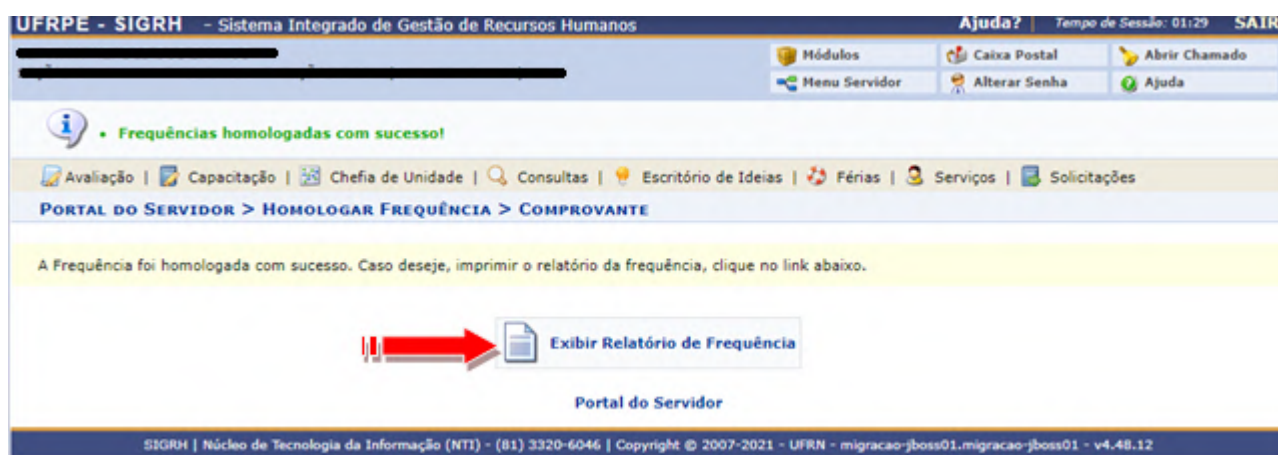 UFRPE - SIGRH - Sistema Integrado de Gestão de Recursos Humanos Ajuda? | Tempo de Sessão: 01:29 SAIR
Módulos Caixa Postal Abrir Chamado
Menu Servidor Alterar Senha Ajuda
• Frequências homologadas com sucesso!
Avaliação | Capacitação | Chefia de Unidade | Consultas | Escritório de Ideias | Férias | Serviços | Solicitações
PORTAL DO SERVIDOR > HOMOLOGAR FREQUÊNCIA > COMPROVANTE
A Frequência foi homologada com sucesso. Caso deseje, imprimir o relatório da frequência, clique no link abaixo.
Exibir Relatório de Frequência
Portal do Servidor
SIGRH | Núcleo de Tecnologia da Informação (NTI) - (81) 3320-6046 | Copyright © 2007-2021 - UFRN - migracao-jboss01.migracao-jboss01 - v4.48.12